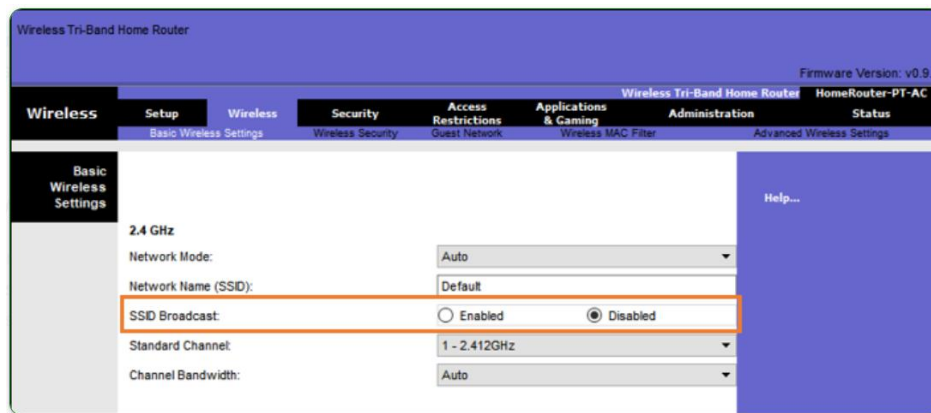 Wireless Tri-Band Home Router
Firmware Version: v0.9.
Wireless Tri-Band Home Router HomeRouter-PT-AC
Wireless Setup Wireless Security Access Restrictions Applications & Gaming Administration Status
Basic Wireless Settings Wireless Security Guest Network Wireless MAC Filter Advanced Wireless Settings
Basic
Wireless
Settings
Help...
2.4 GHz
Network Mode: Auto
Network Name (SSID): Default
SSID Broadcast: Enabled Disabled
Standard Channel: 1 - 2.412GHz
Channel Bandwidth: Auto